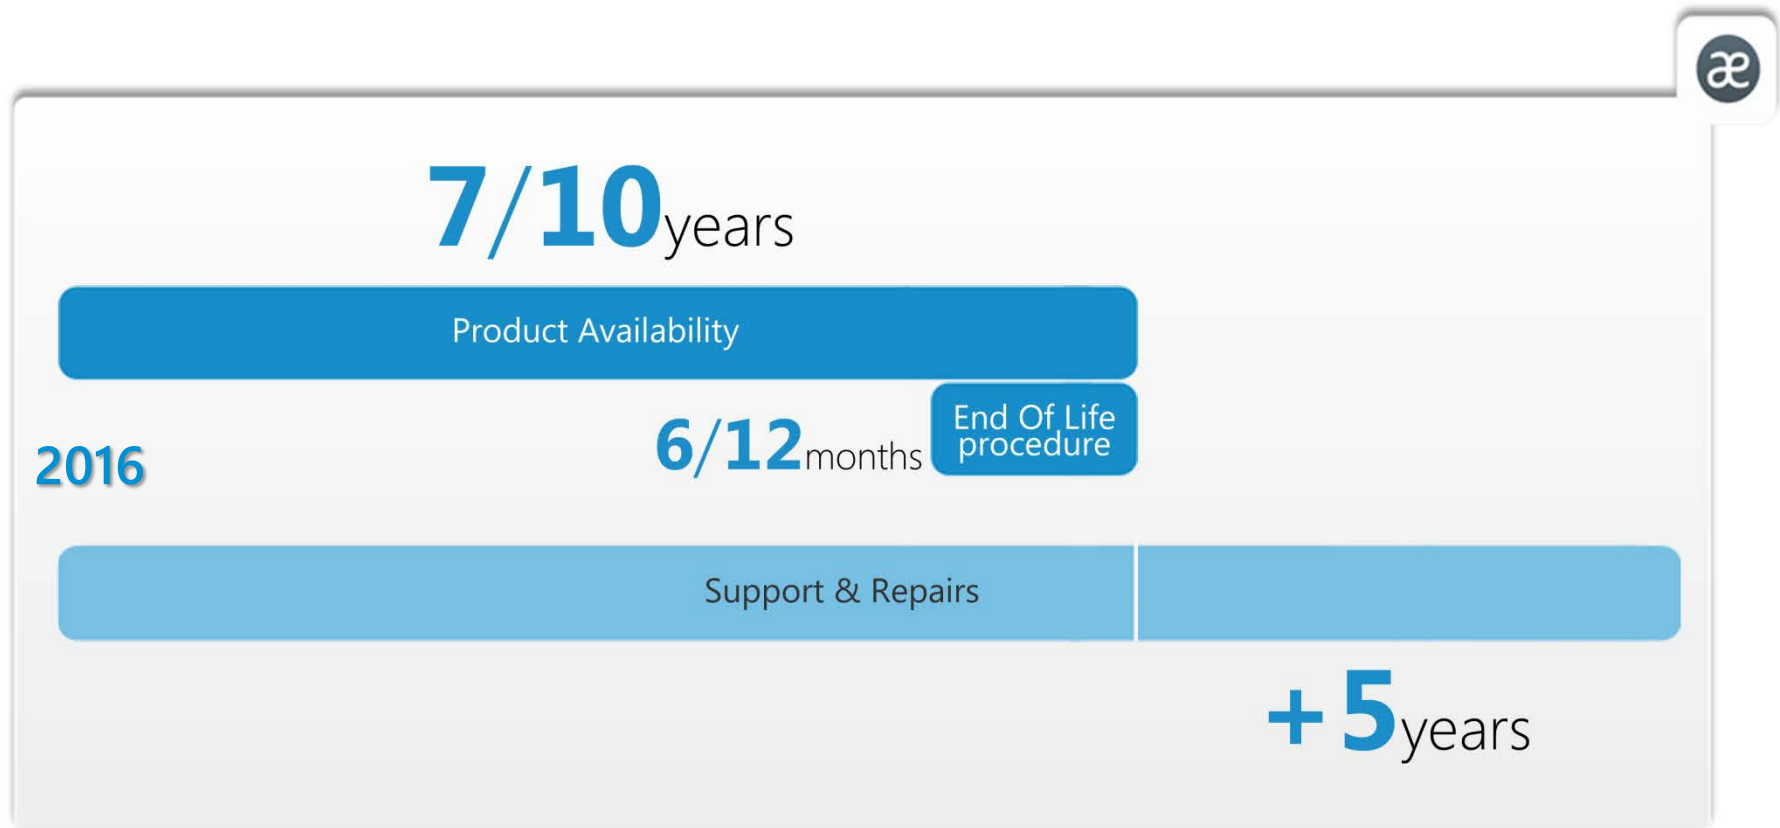 æ
7/10years
Product Availability
6/12months
End Of Life
procedure
2016
Support & Repairs
+5years